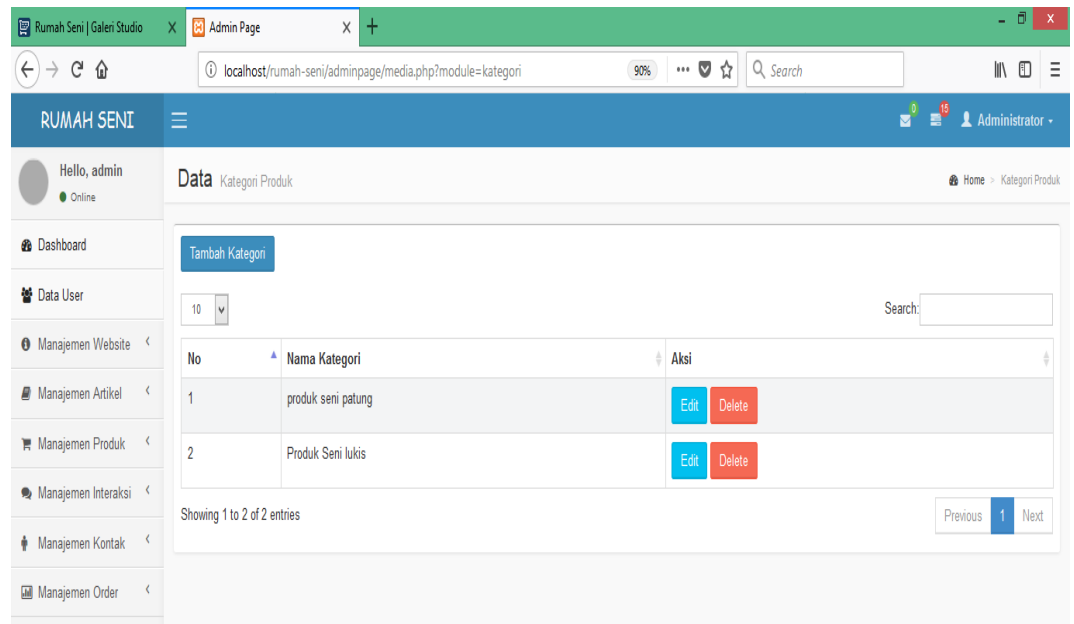 Rumah Seni | Galeri Studio X Admin Page X +
localhost/rumah-seni/adminpage/media.php?module=kategori 90% Search
RUMAH SENI 0 15 Administrator
Hello, admin
Online
Data Kategori Produk
Home > Kategori Produk
Dashboard
Data User
Manajemen Website
Manajemen Artikel
Manajemen Produk
Manajemen Interaksi
Manajemen Kontak
Manajemen Order
Tambah Kategori
10 Search:
No Nama Kategori Aksi
1 produk seni patung Edit Delete
2 Produk Seni lukis Edit Delete
Showing 1 to 2 of 2 entries Previous 1 Next